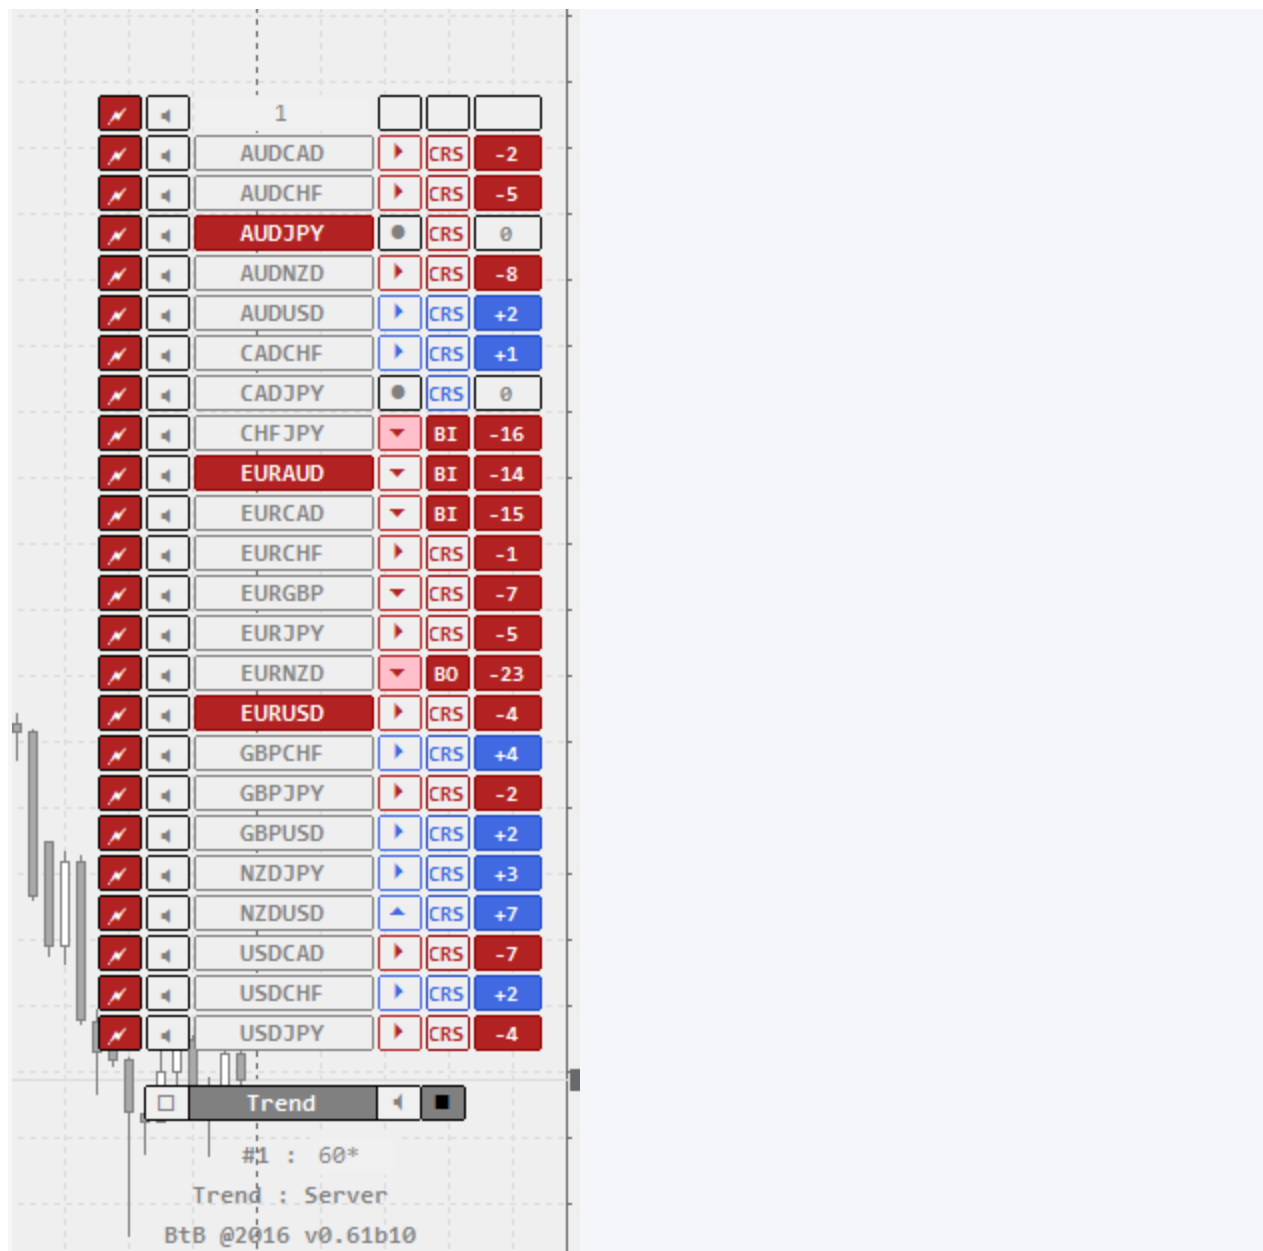 1
AUDCAD CRS -2
AUDCHF CRS -5
AUDJPY CRS 0
AUDNZD CRS -8
AUDUSD CRS +2
CADCHF CRS +1
CADJPY CRS 0
CHFJPY BI -16
EURAUD BI -14
EURCAD BI -15
EURCHF CRS -1
EURGBP CRS -7
EURJPY CRS -5
EURNZD BO -23
EURUSD CRS -4
GBPCHF CRS +4
GBPJPY CRS -2
GBPUSD CRS +2
NZDJPY CRS +3
NZDUSD CRS +7
USDCAD CRS -7
USDCHF CRS +2
USDJPY CRS -4
Trend
#1 : 60*
Trend : Server
BtB @2016 v0.61b10